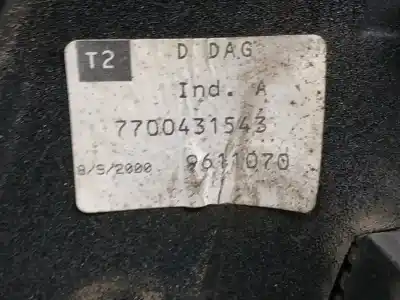 T2 D DAG
Ind. A
7700431543
8/5/2000 9611070